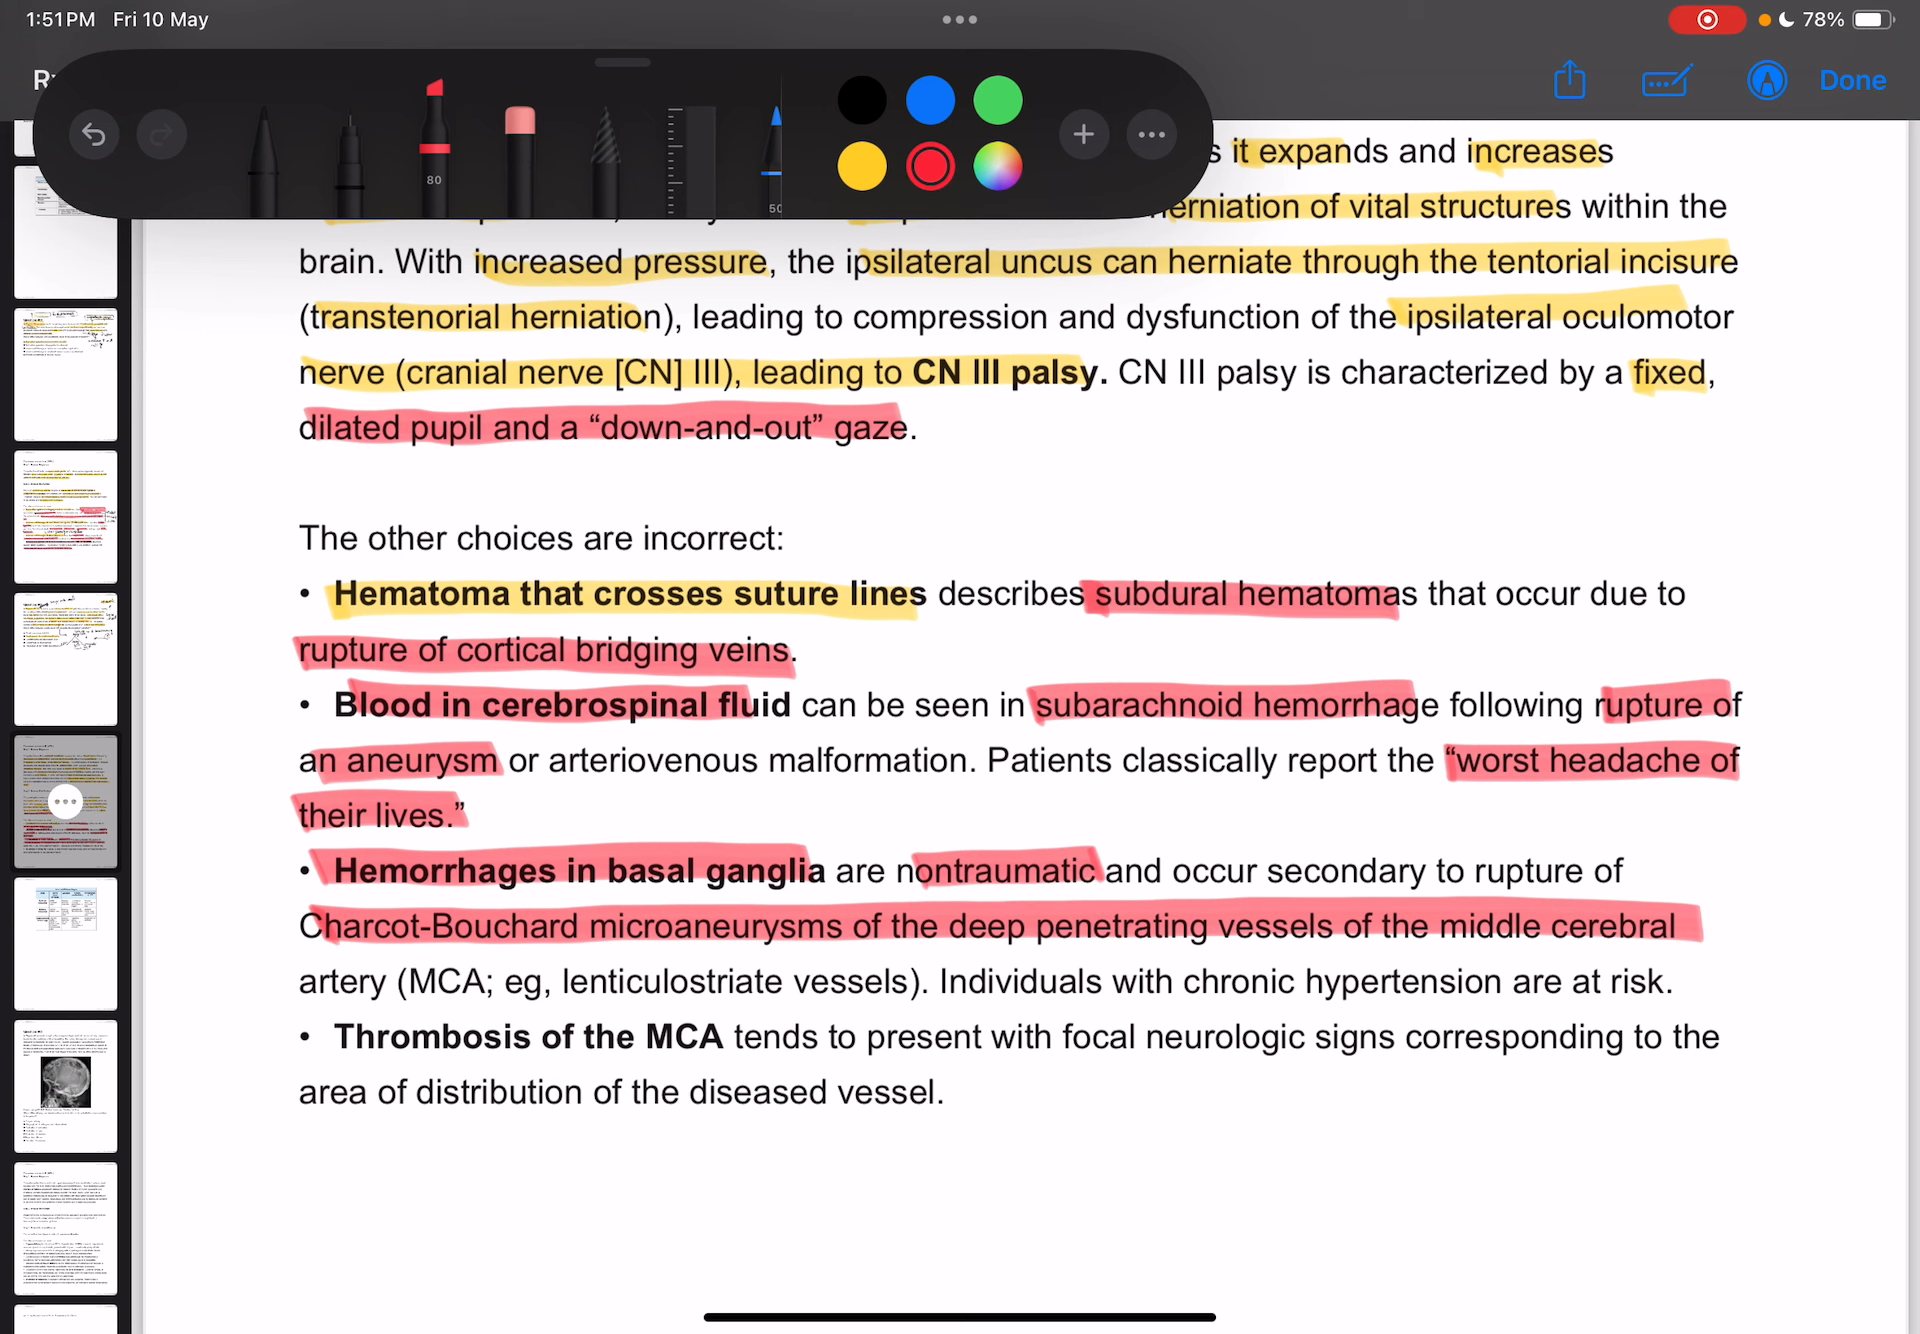 1:51 PM Fri 10 May
78%
Done
80
50
it expands and increases
erniation of vital structures within the
brain. With increased pressure, the ipsilateral uncus can herniate through the tentorial incisure
(transtenorial herniation), leading to compression and dysfunction of the ipsilateral oculomotor
nerve (cranial nerve [CN] III), leading to CN III palsy. CN III palsy is characterized by a fixed,
dilated pupil and a “down-and-out” gaze.
The other choices are incorrect:
• Hematoma that crosses suture lines describes subdural hematomas that occur due to
rupture of cortical bridging veins.
• Blood in cerebrospinal fluid can be seen in subarachnoid hemorrhage following rupture of
an aneurysm or arteriovenous malformation. Patients classically report the “worst headache of
their lives.”
• Hemorrhages in basal ganglia are nontraumatic and occur secondary to rupture of
Charcot-Bouchard microaneurysms of the deep penetrating vessels of the middle cerebral
artery (MCA; eg, lenticulostriate vessels). Individuals with chronic hypertension are at risk.
• Thrombosis of the MCA tends to present with focal neurologic signs corresponding to the
area of distribution of the diseased vessel.